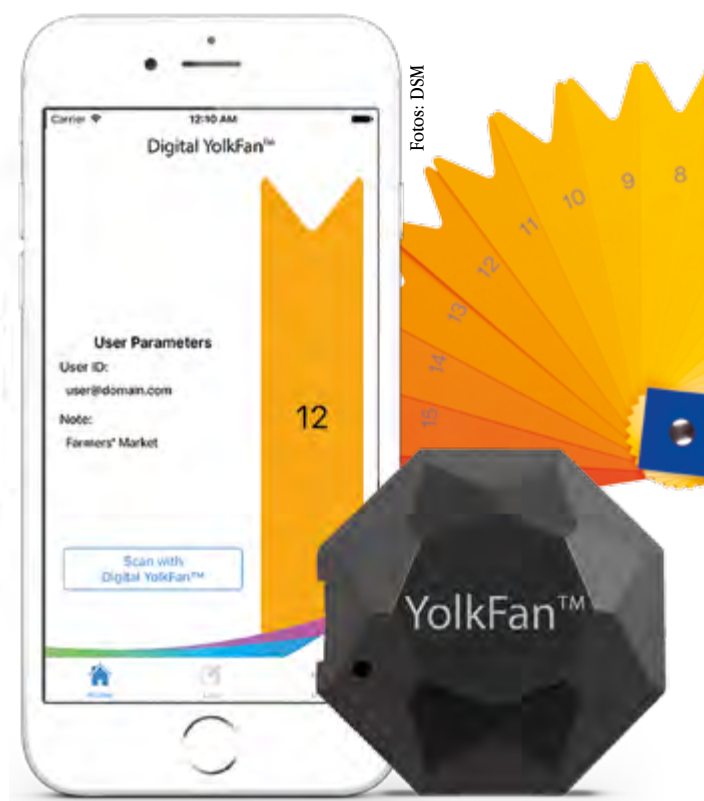 Fotos: DSM
Carrier
12:10 AM
Digital YolkFan™
User Parameters
User ID:
user@domain.com
Note:
Farmers' Market
12
Scan with
Digital YolkFan™
Home
15
14
13
12
11
10
9
8
YolkFan™